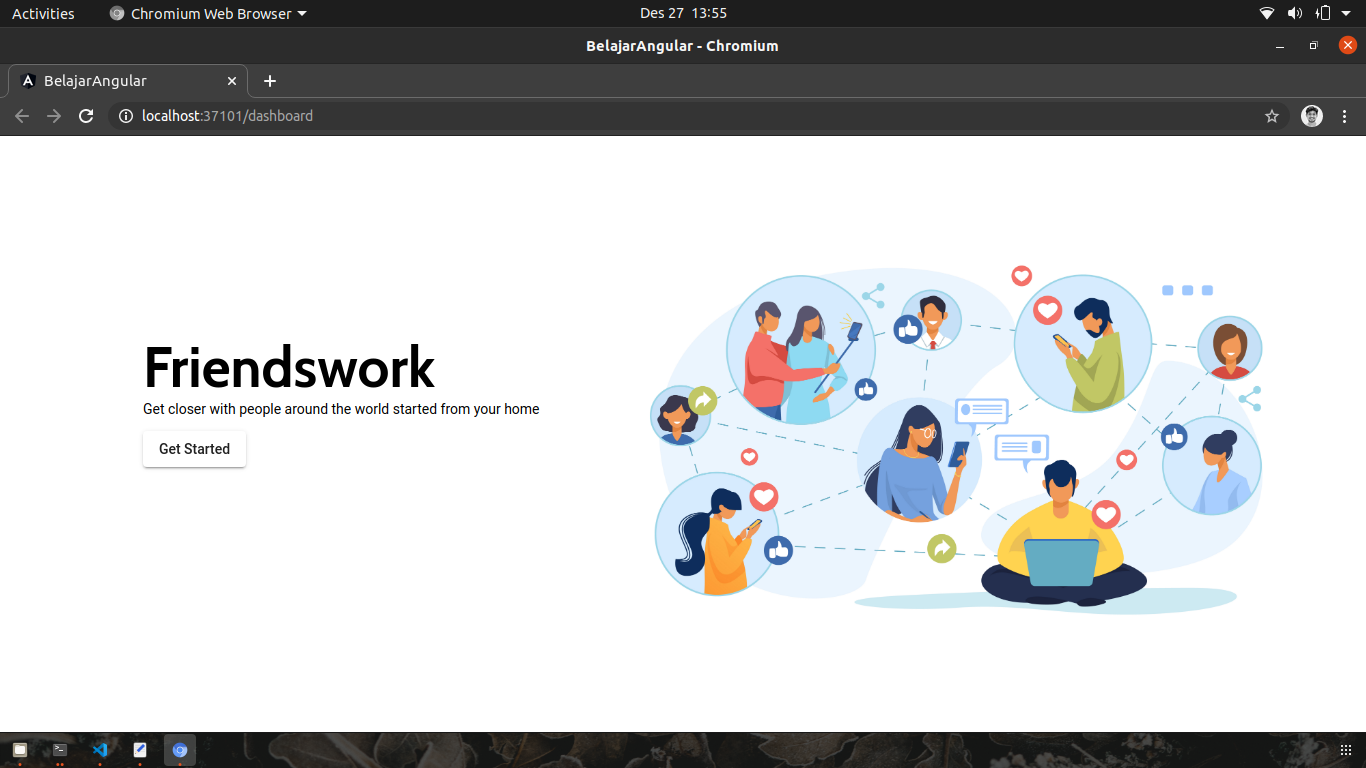 Activities
Chromium Web Browser
Des 27 13:55
BelajarAngular - Chromium
BelajarAngular
localhost:37101/dashboard
Friendswork
Get closer with people around the world started from your home
Get Started